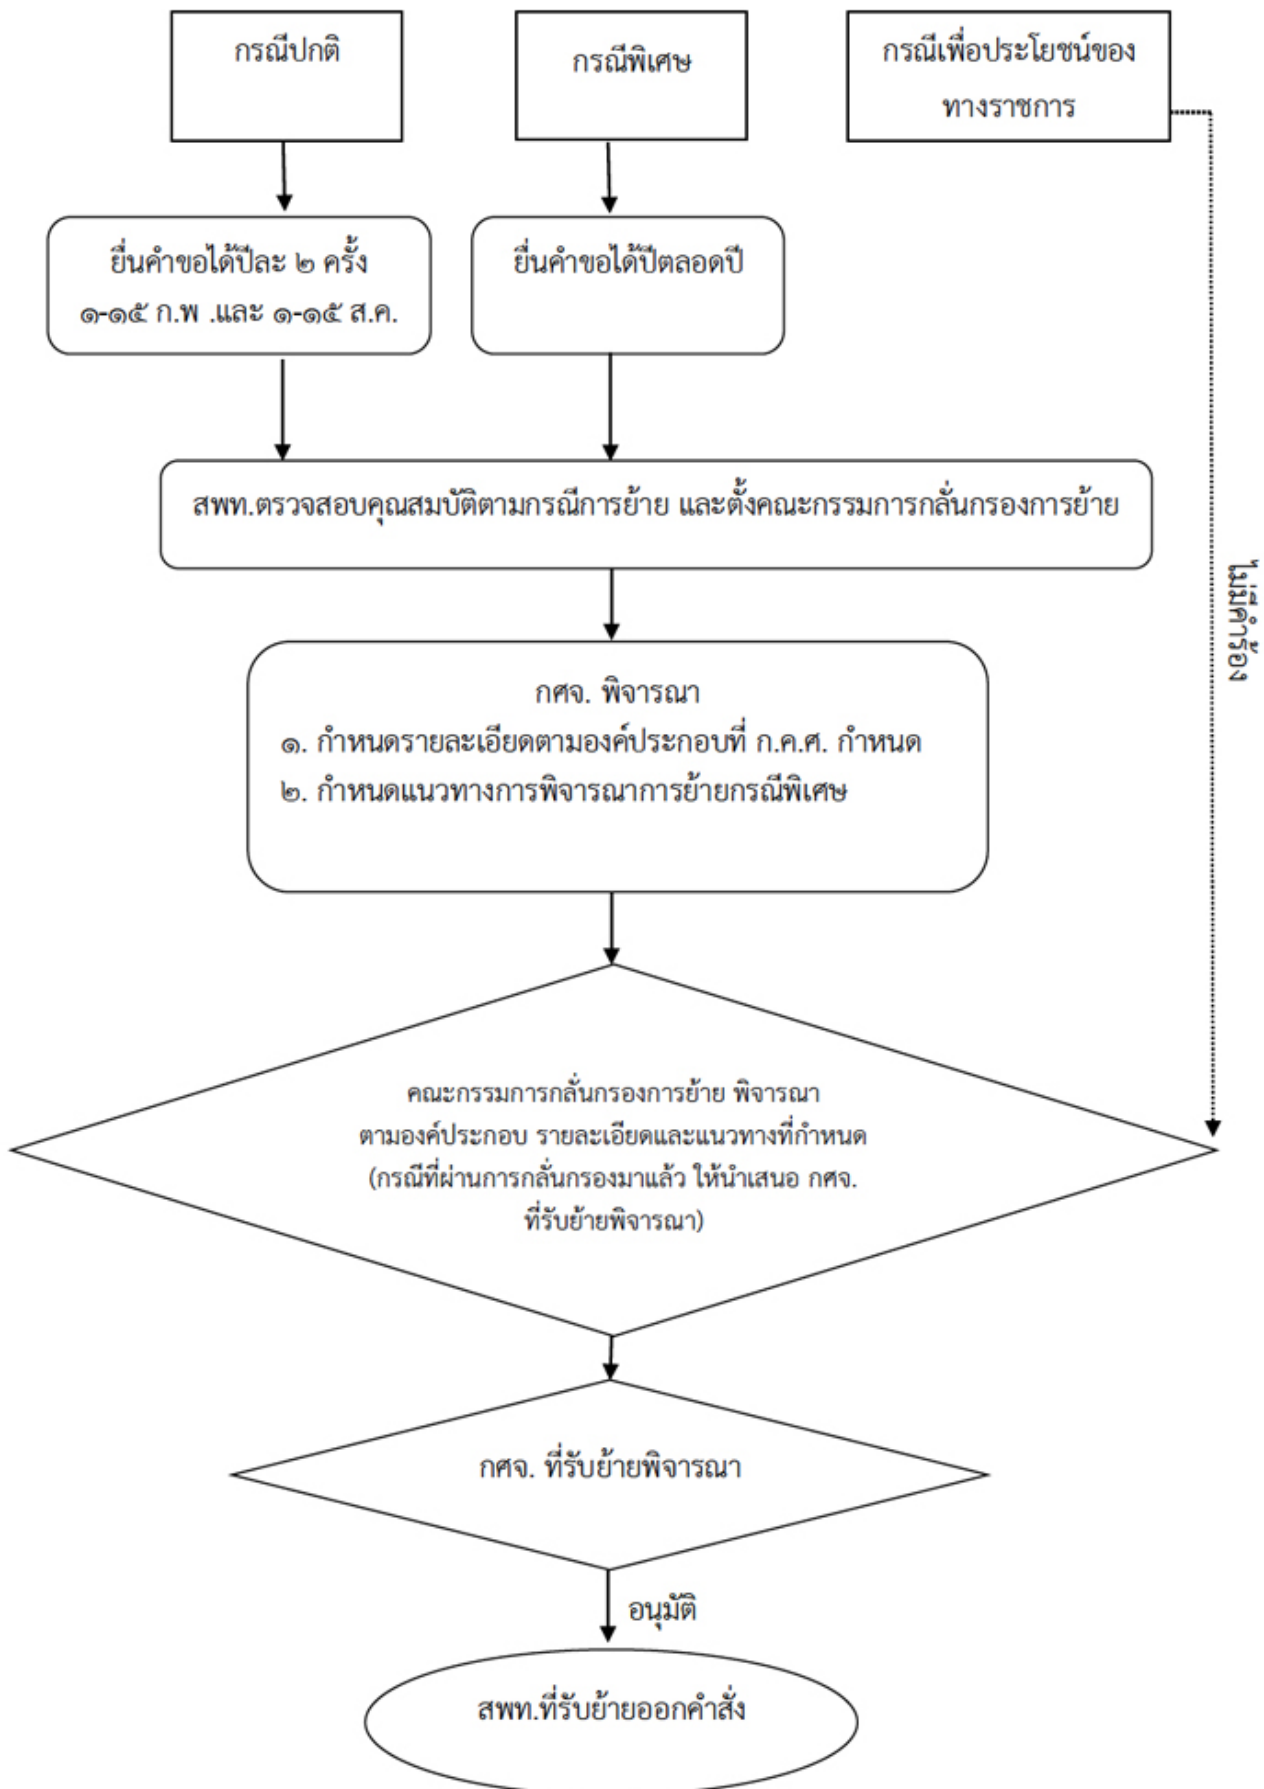 กรณีปกติ
กรณีพิเศษ
กรณีเพื่อประโยชน์ของ
ทางราชการ
ยื่นคำขอได้ปีละ ๒ ครั้ง
๑-๑๕ ก.พ .และ ๑-๑๕ ส.ค.
ยื่นคำขอได้ปีตลอดปี
สพท.ตรวจสอบคุณสมบัติตามกรณีการย้าย และตั้งคณะกรรมการกลั่นกรองการย้าย
ไม่มีคำร้อง
กศจ. พิจารณา
๑. กำหนดรายละเอียดตามองค์ประกอบที่ ก.ค.ศ. กำหนด
๒. กำหนดแนวทางการพิจารณาการย้ายกรณีพิเศษ
คณะกรรมการกลั่นกรองการย้าย พิจารณา
ตามองค์ประกอบ รายละเอียดและแนวทางที่กำหนด
(กรณีที่ผ่านการกลั่นกรองมาแล้ว ให้นำเสนอ กศจ.
ที่รับย้ายพิจารณา)
กศจ. ที่รับย้ายพิจารณา
อนุมัติ
สพท.ที่รับย้ายออกคำสั่ง